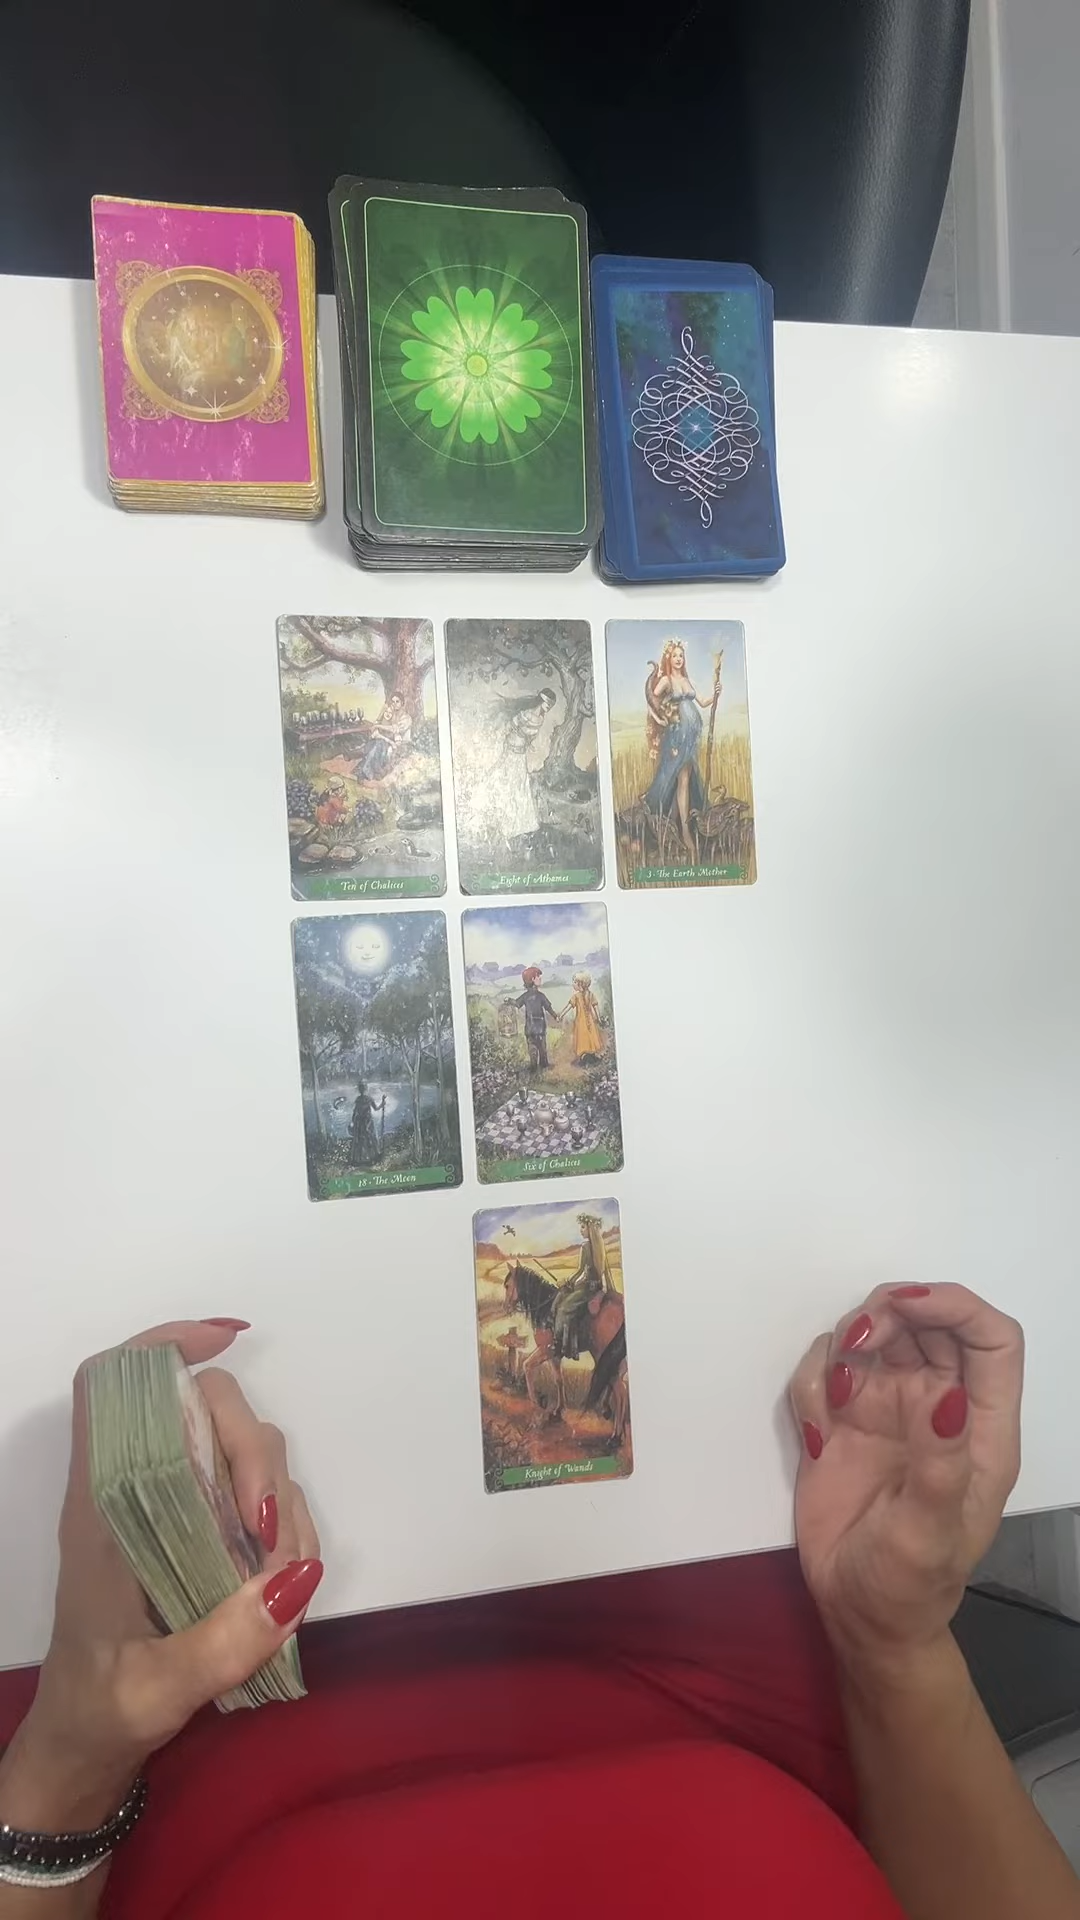 Ten of Chalices
Eight of Athames
3 · The Earth Mother
18 · The Moon
Six of Chalices
Knight of Wands